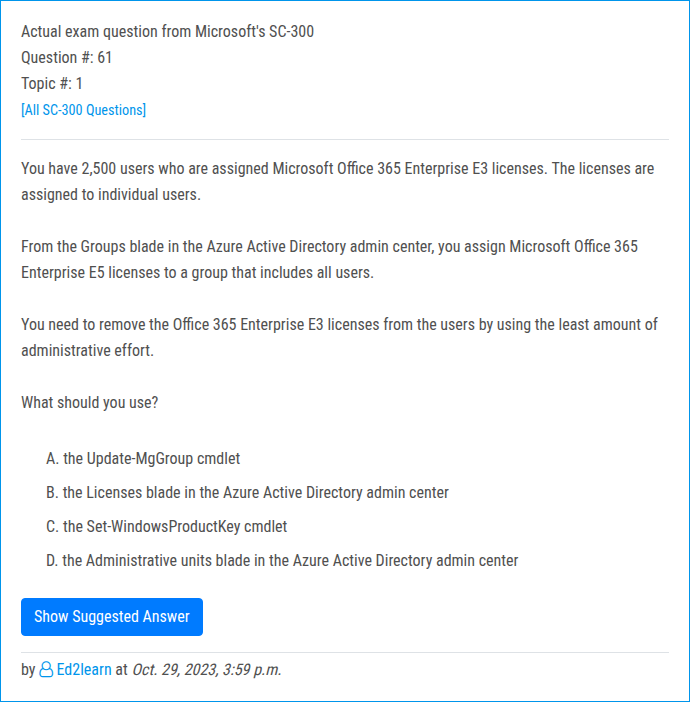 Actual exam question from Microsoft's SC-300
Question #: 61
Topic #: 1
[All SC-300 Questions]
You have 2,500 users who are assigned Microsoft Office 365 Enterprise E3 licenses. The licenses are
assigned to individual users.
From the Groups blade in the Azure Active Directory admin center, you assign Microsoft Office 365
Enterprise E5 licenses to a group that includes all users.
You need to remove the Office 365 Enterprise E3 licenses from the users by using the least amount of
administrative effort.
What should you use?
A. the Update-MgGroup cmdlet
B. the Licenses blade in the Azure Active Directory admin center
C. the Set-WindowsProductKey cmdlet
D. the Administrative units blade in the Azure Active Directory admin center
Show Suggested Answer
by Ed2learn at Oct. 29, 2023, 3:59 p.m.